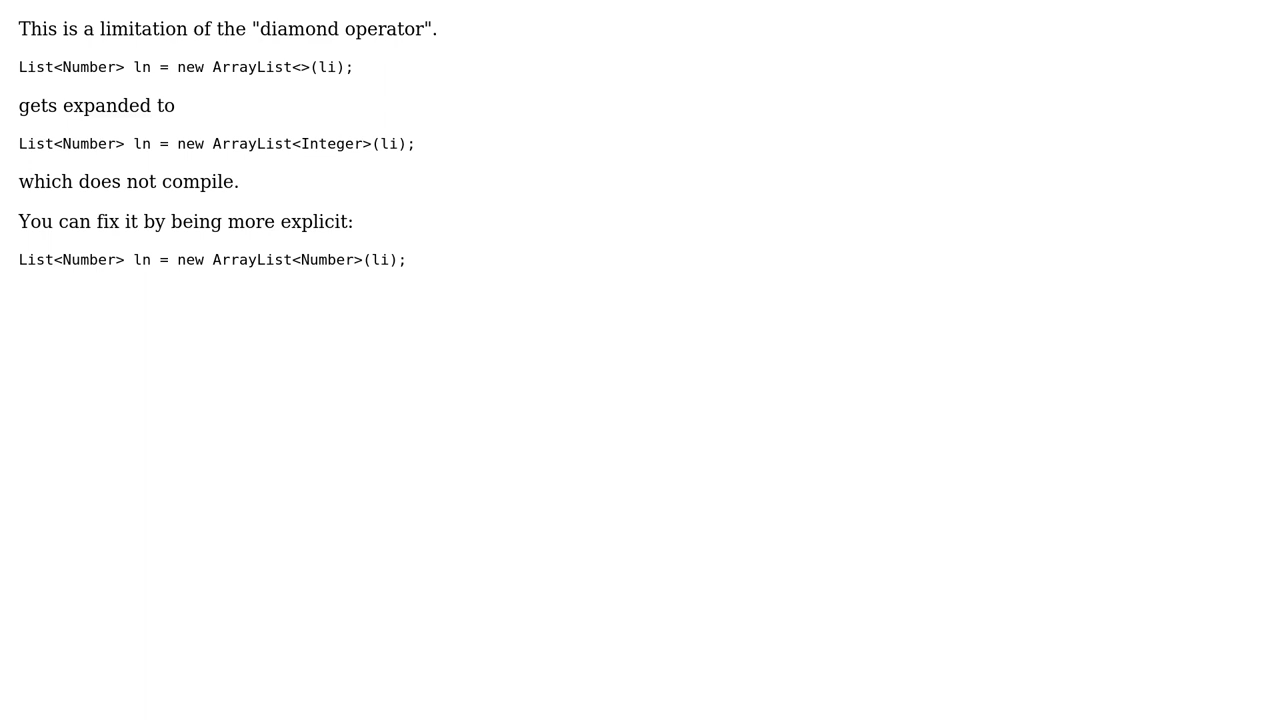 This is a limitation of the "diamond operator".
List<Number> ln = new ArrayList<>(li);
gets expanded to
List<Number> ln = new ArrayList<Integer>(li);
which does not compile.
You can fix it by being more explicit:
List<Number> ln = new ArrayList<Number>(li);